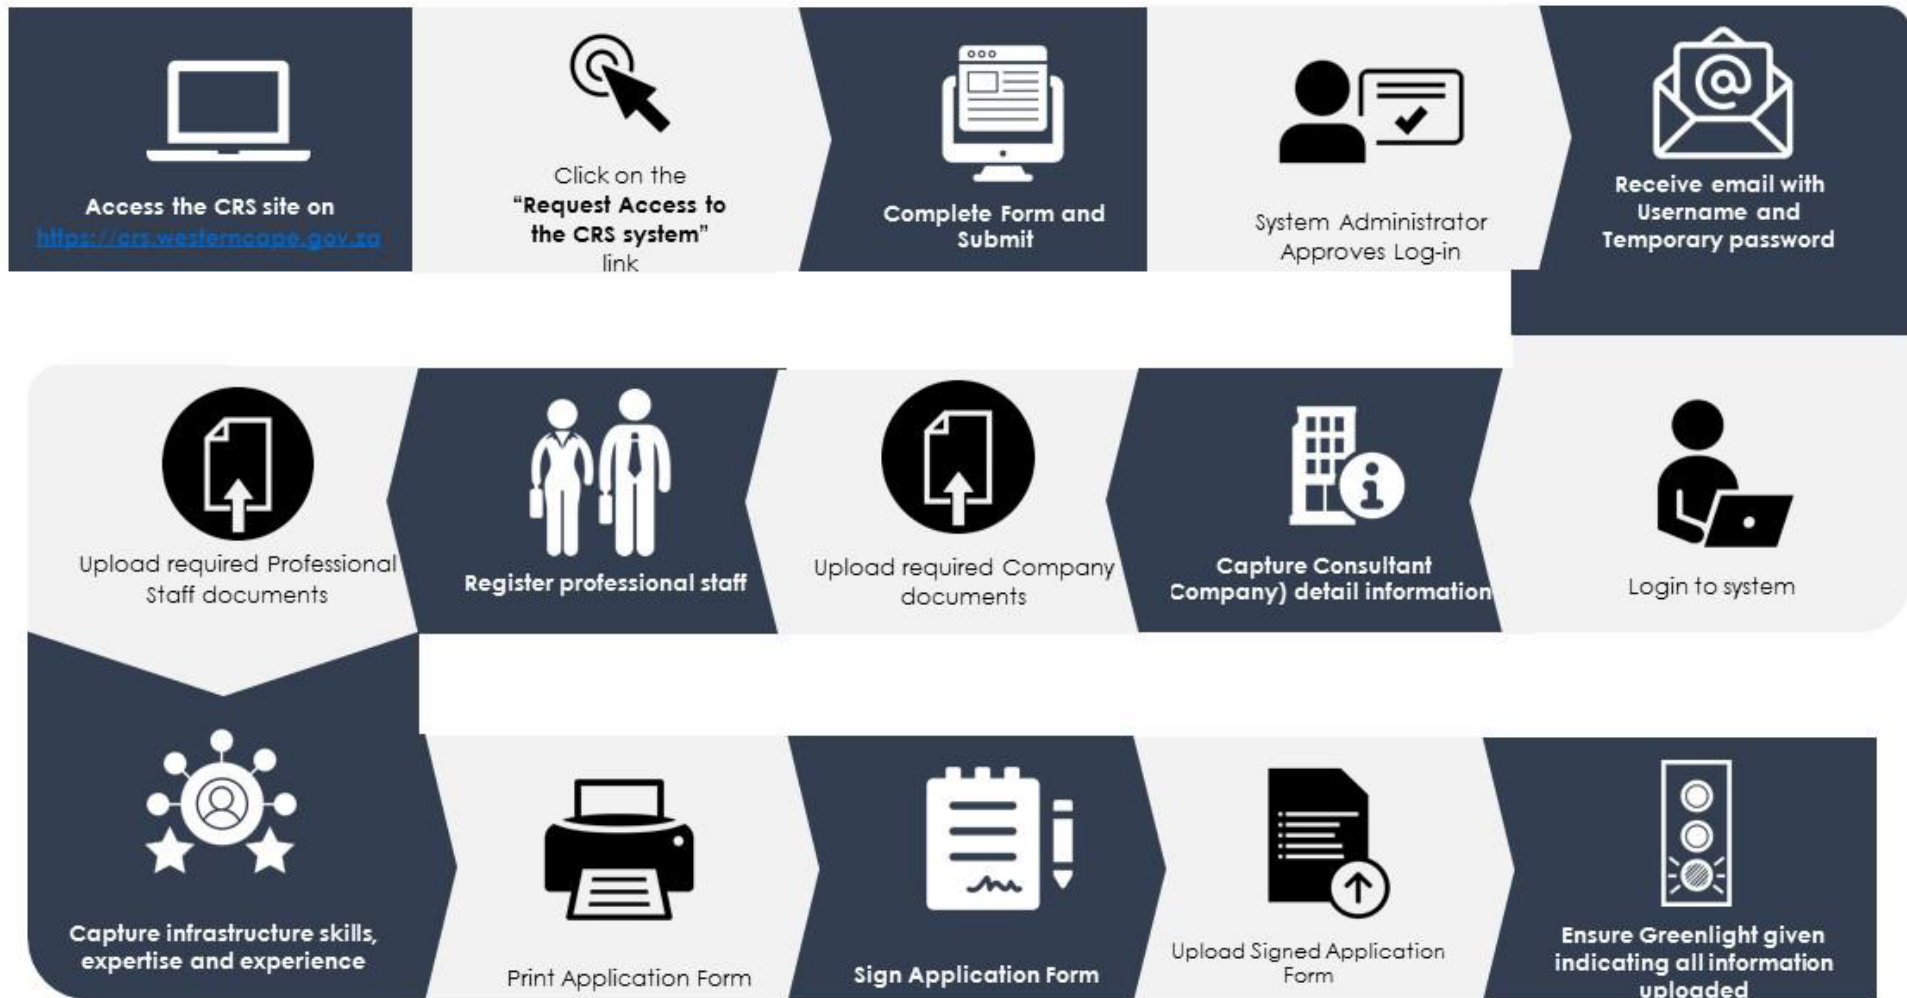 Access the CRS site on
https://crs.westerncape.gov.za
Click on the
"Request Access to
the CRS system"
link
Complete Form and
Submit
System Administrator
Approves Log-in
Receive email with
Username and
Temporary password
Login to system
Capture Consultant
Company) detail information
Upload required Company
documents
Register professional staff
Upload required Professional
Staff documents
Capture infrastructure skills,
expertise and experience
Print Application Form
Sign Application Form
Upload Signed Application
Form
Ensure Greenlight given
indicating all information
uploaded